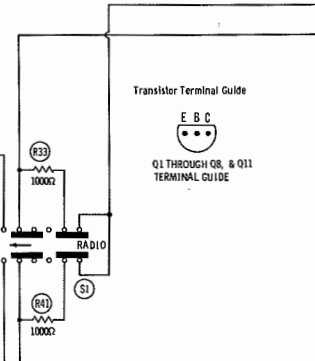 Transistor Terminal Guide
E B C
Q1 THROUGH Q8, & Q11
TERMINAL GUIDE
R33
1000Ω
RADIO
S1
R41
1000Ω